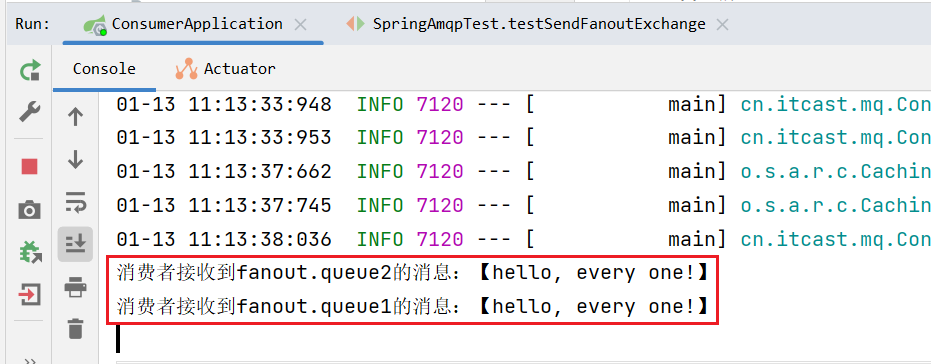 Run: ConsumerApplication SpringAmqpTest.testSendFanoutExchange
Console Actuator
01-13 11:13:33:948 INFO 7120 --- [ main] cn.itcast.mq.Con
01-13 11:13:33:953 INFO 7120 --- [ main] cn.itcast.mq.Con
01-13 11:13:37:662 INFO 7120 --- [ main] o.s.a.r.c.Cachin
01-13 11:13:37:745 INFO 7120 --- [ main] o.s.a.r.c.Cachin
01-13 11:13:38:036 INFO 7120 --- [ main] cn.itcast.mq.Con
消费者接收到fanout.queue2的消息：【hello, every one!】
消费者接收到fanout.queue1的消息：【hello, every one!】